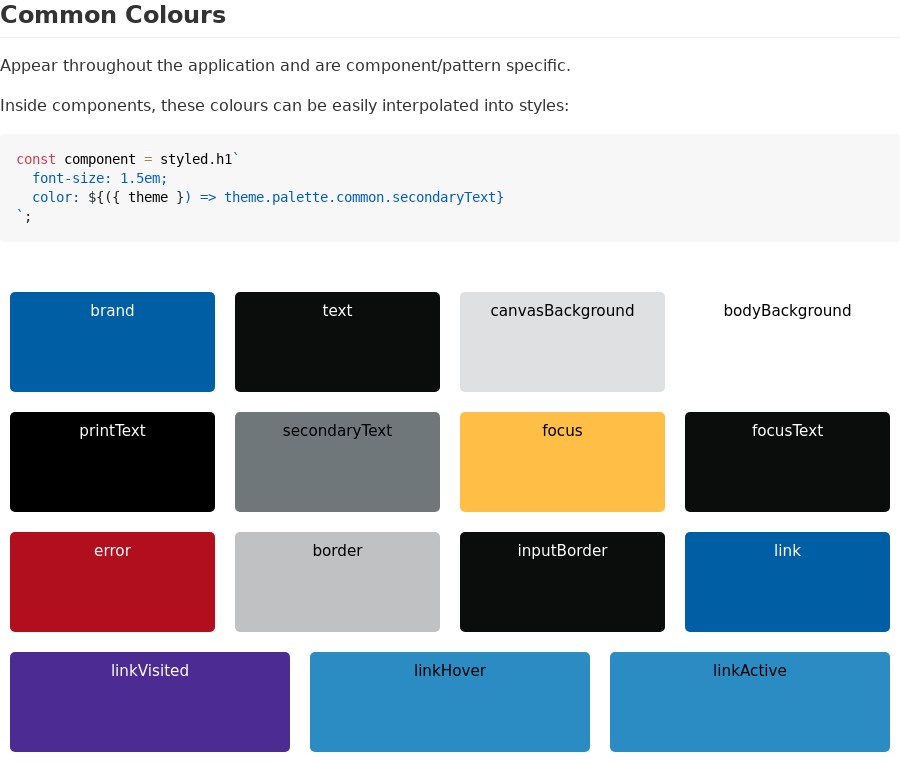 Common Colours
Appear throughout the application and are component/pattern specific.
Inside components, these colours can be easily interpolated into styles:
const component = styled.h1`
  font-size: 1.5em;
  color: ${({ theme }) => theme.palette.common.secondaryText}
`;
brand
text
canvasBackground
bodyBackground
printText
secondaryText
focus
focusText
error
border
inputBorder
link
linkVisited
linkHover
linkActive